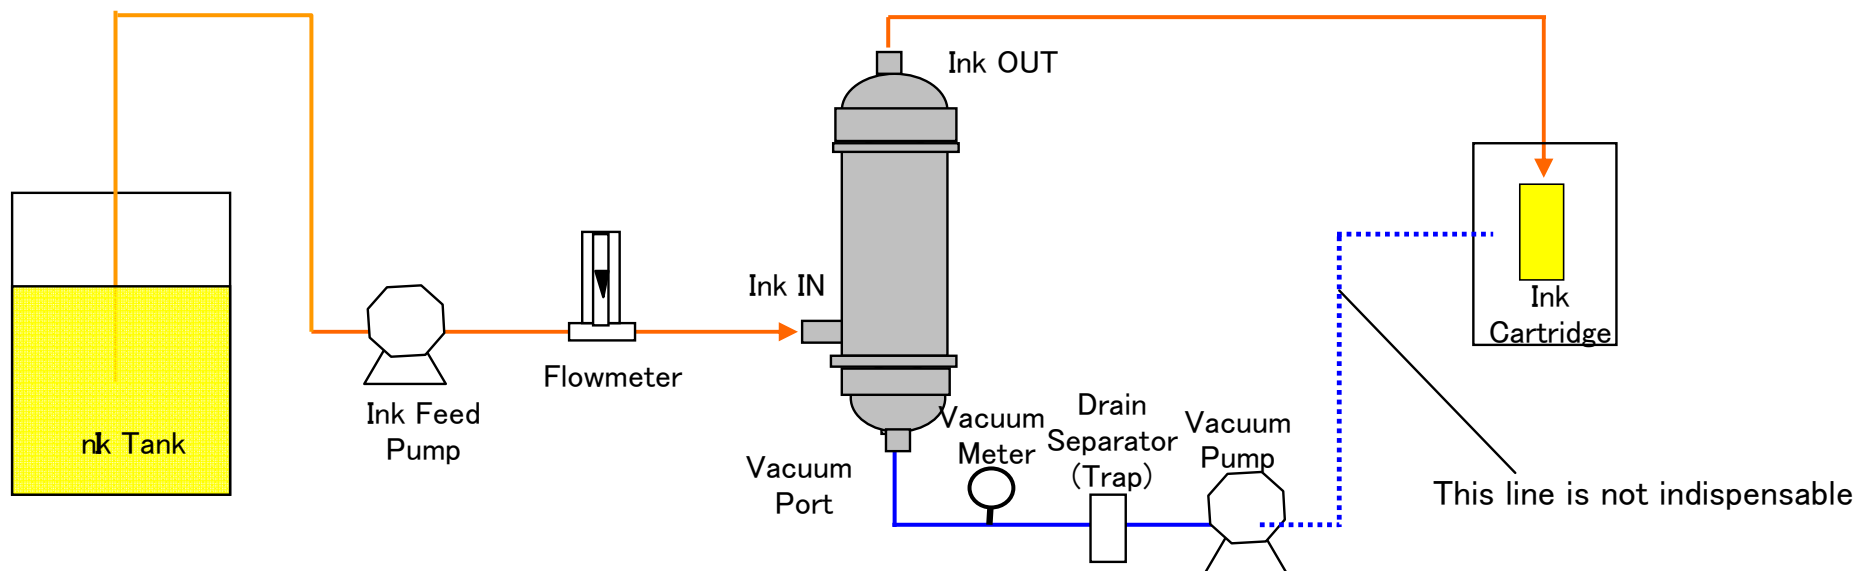 Ink OUT
Ink IN
Flowmeter
Ink Feed
Pump
nk Tank
Vacuum
Port
Vacuum
Meter
Drain
Separator
(Trap)
Vacuum
Pump
Ink
Cartridge
This line is not indispensable